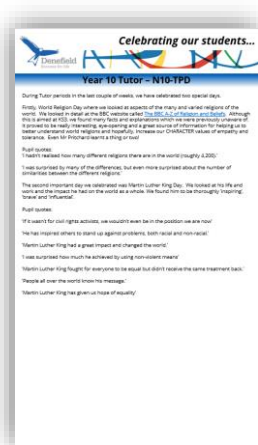 Celebrating our students...
Denefield
Year 10 Tutor – N10-TPD
During Tutor periods in the last couple of weeks, we have celebrated two special days.
Firstly, World Religion Day where we looked at aspects of the many and varied religions of the
world. We looked in detail at the BBC website called The BBC A-Z of Religion and Beliefs. Although
this is aimed at KS3, we found many facts and explanations which we were previously unaware of.
It proved to be really interesting, eye-opening and a great source of information for helping us to
better understand world religions and hopefully, increase our CHARACTER values of empathy and
tolerance. Even Mr Pritchard learnt a thing or two!
Pupil quotes:
'I hadn't realised how many different religions there are in the world (roughly 4,200).'
'I was surprised by many of the differences, but even more surprised about the number of
similarities between the different religions.'
The second important day we celebrated was Martin Luther King Day. We looked at his life and
work and the impact he had on the world as a whole. We found him to be thoroughly 'inspiring',
'brave' and 'influential'.
Pupil quotes:
'If it wasn't for civil rights activists, we wouldn't even be in the position we are now'
'He has inspired others to stand up against problems, both racial and non-racial.'
'Martin Luther King had a great impact and changed the world.'
'I was surprised how much he achieved by using non-violent means'
'Martin Luther King fought for everyone to be equal but didn't receive the same treatment back.'
'People all over the world know his message.'
'Martin Luther King has given us hope of equality'